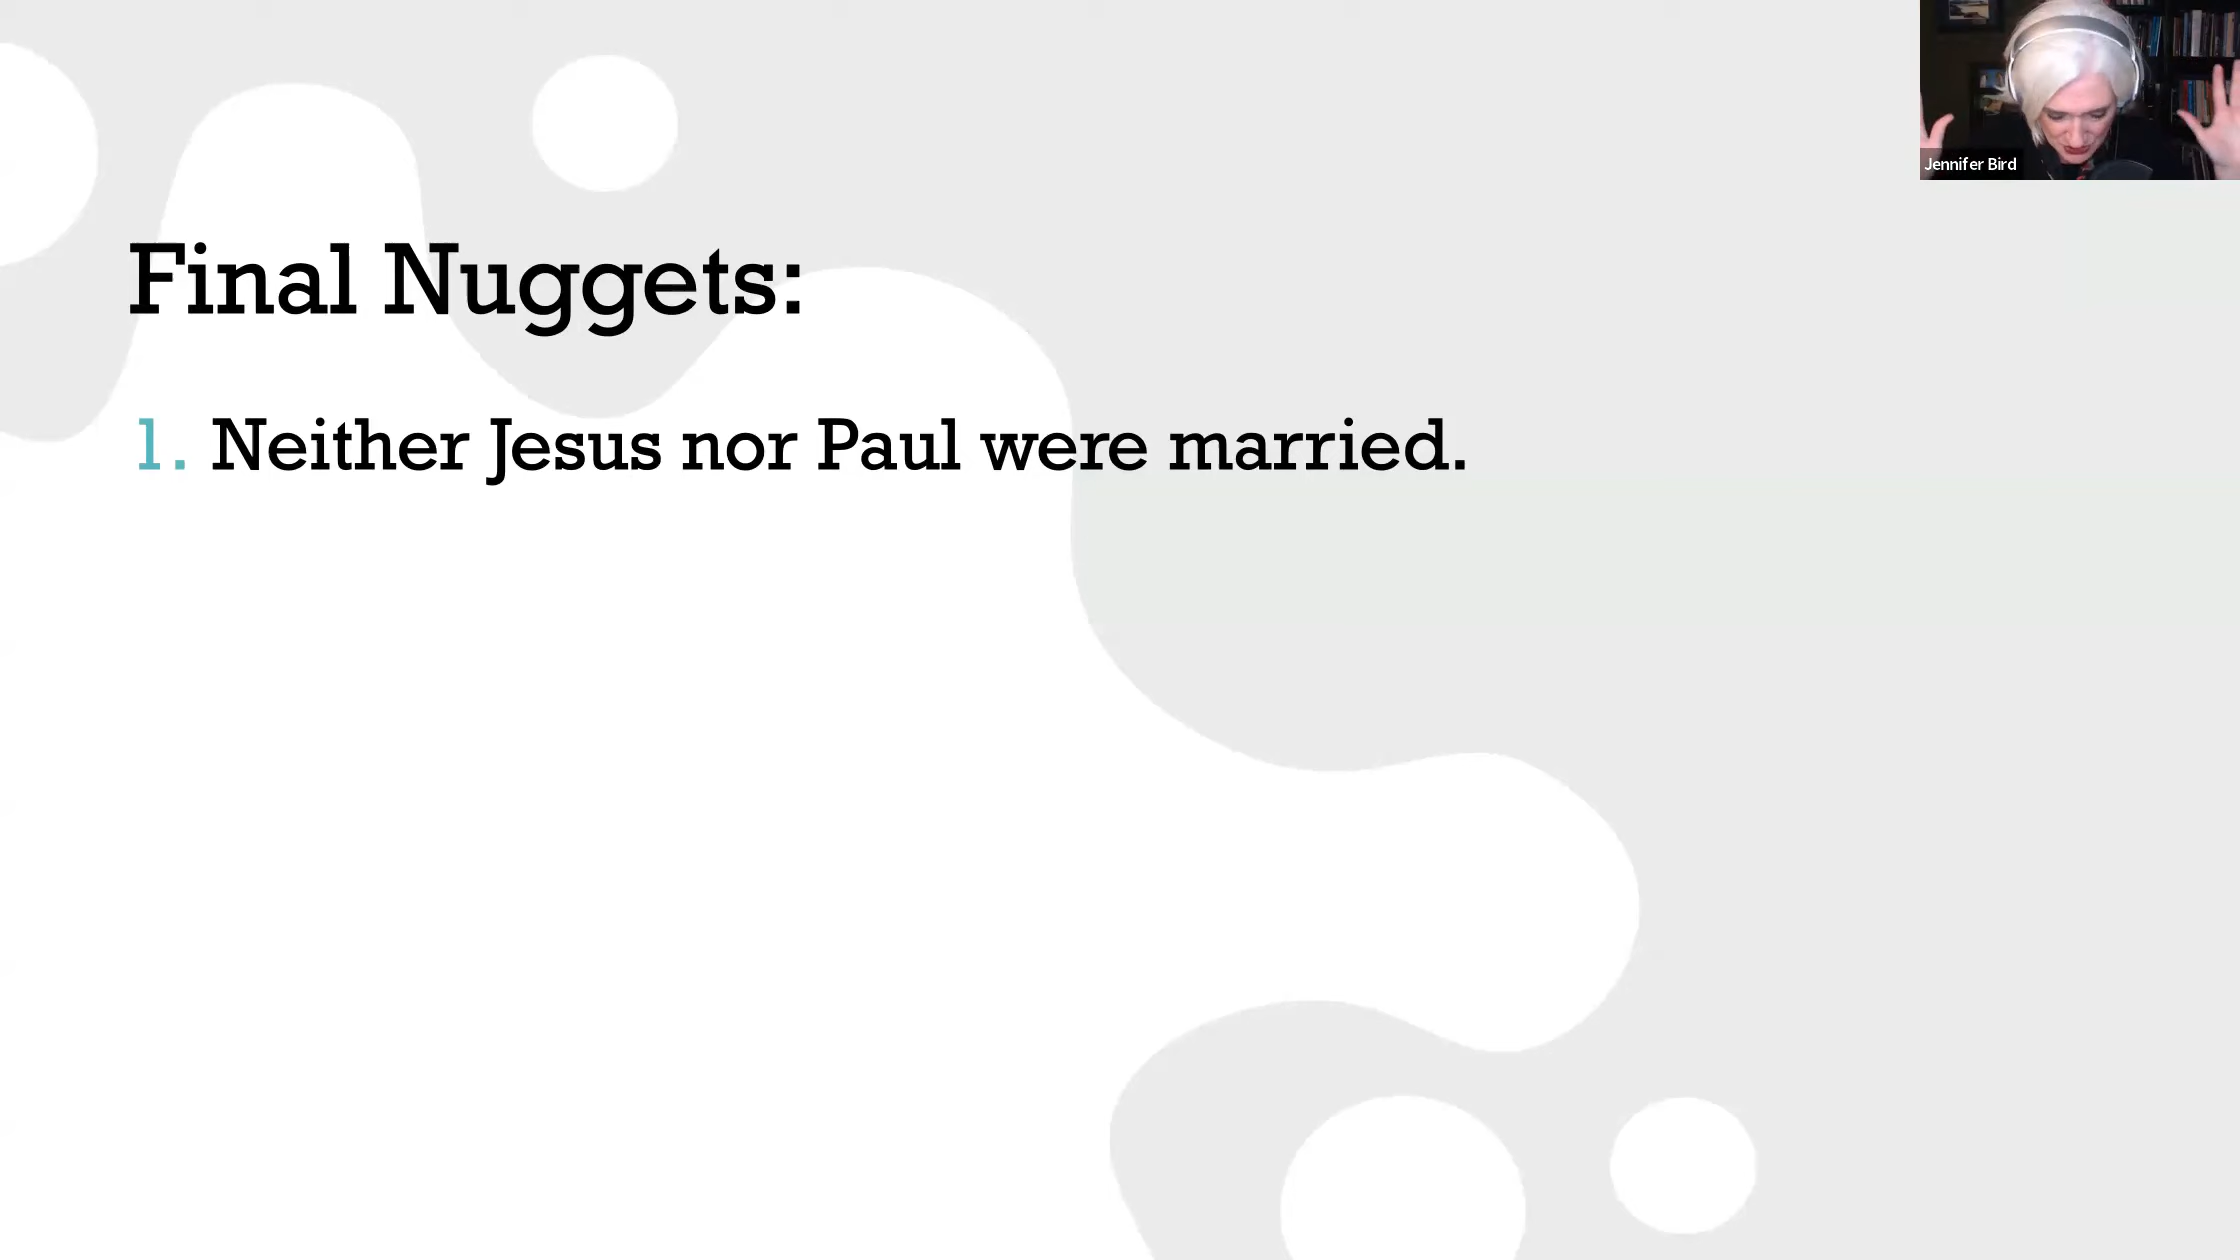 Jennifer Bird
Final Nuggets:
1. Neither Jesus nor Paul were married.